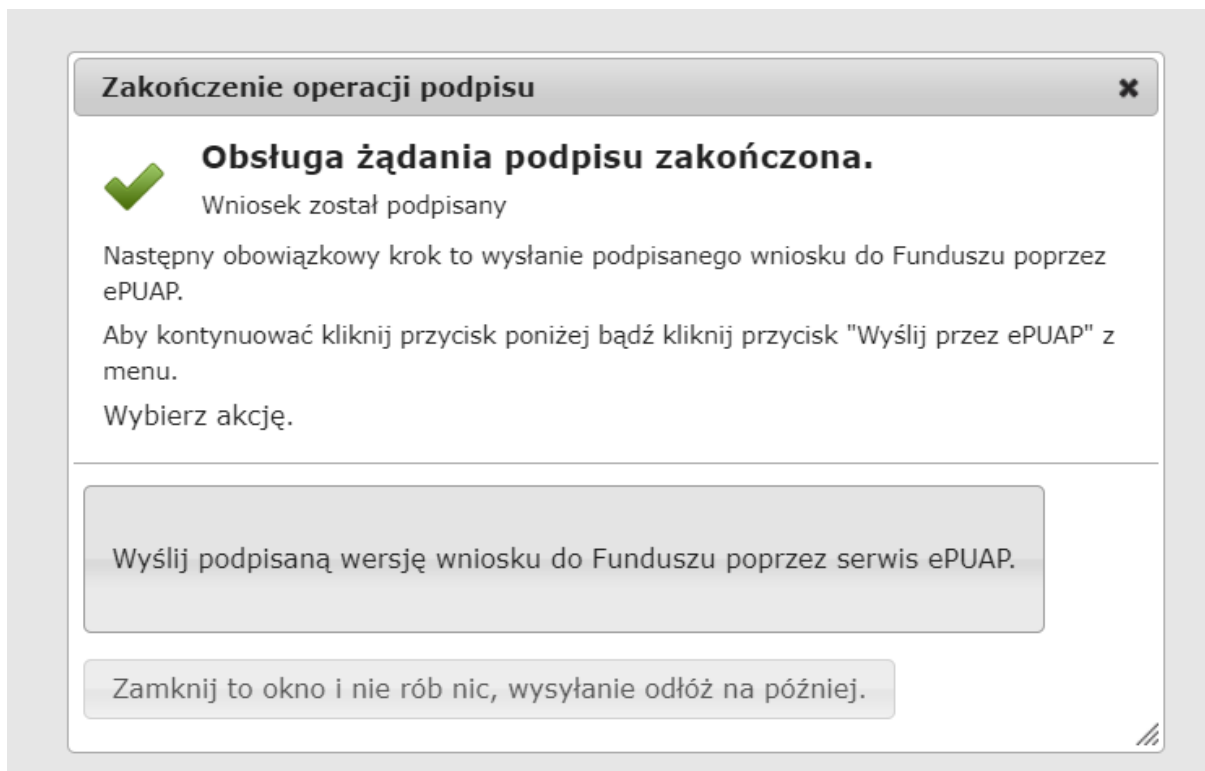 Zakończenie operacji podpisu
Obsługa żądania podpisu zakończona.
Wniosek został podpisany
Następny obowiązkowy krok to wysłanie podpisanego wniosku do Funduszu poprzez
ePUAP.
Aby kontynuować kliknij przycisk poniżej bądź kliknij przycisk "Wyślij przez ePUAP" z
menu.
Wybierz akcję.
Wyślij podpisaną wersję wniosku do Funduszu poprzez serwis ePUAP.
Zamknij to okno i nie rób nic, wysyłanie odłóż na później.